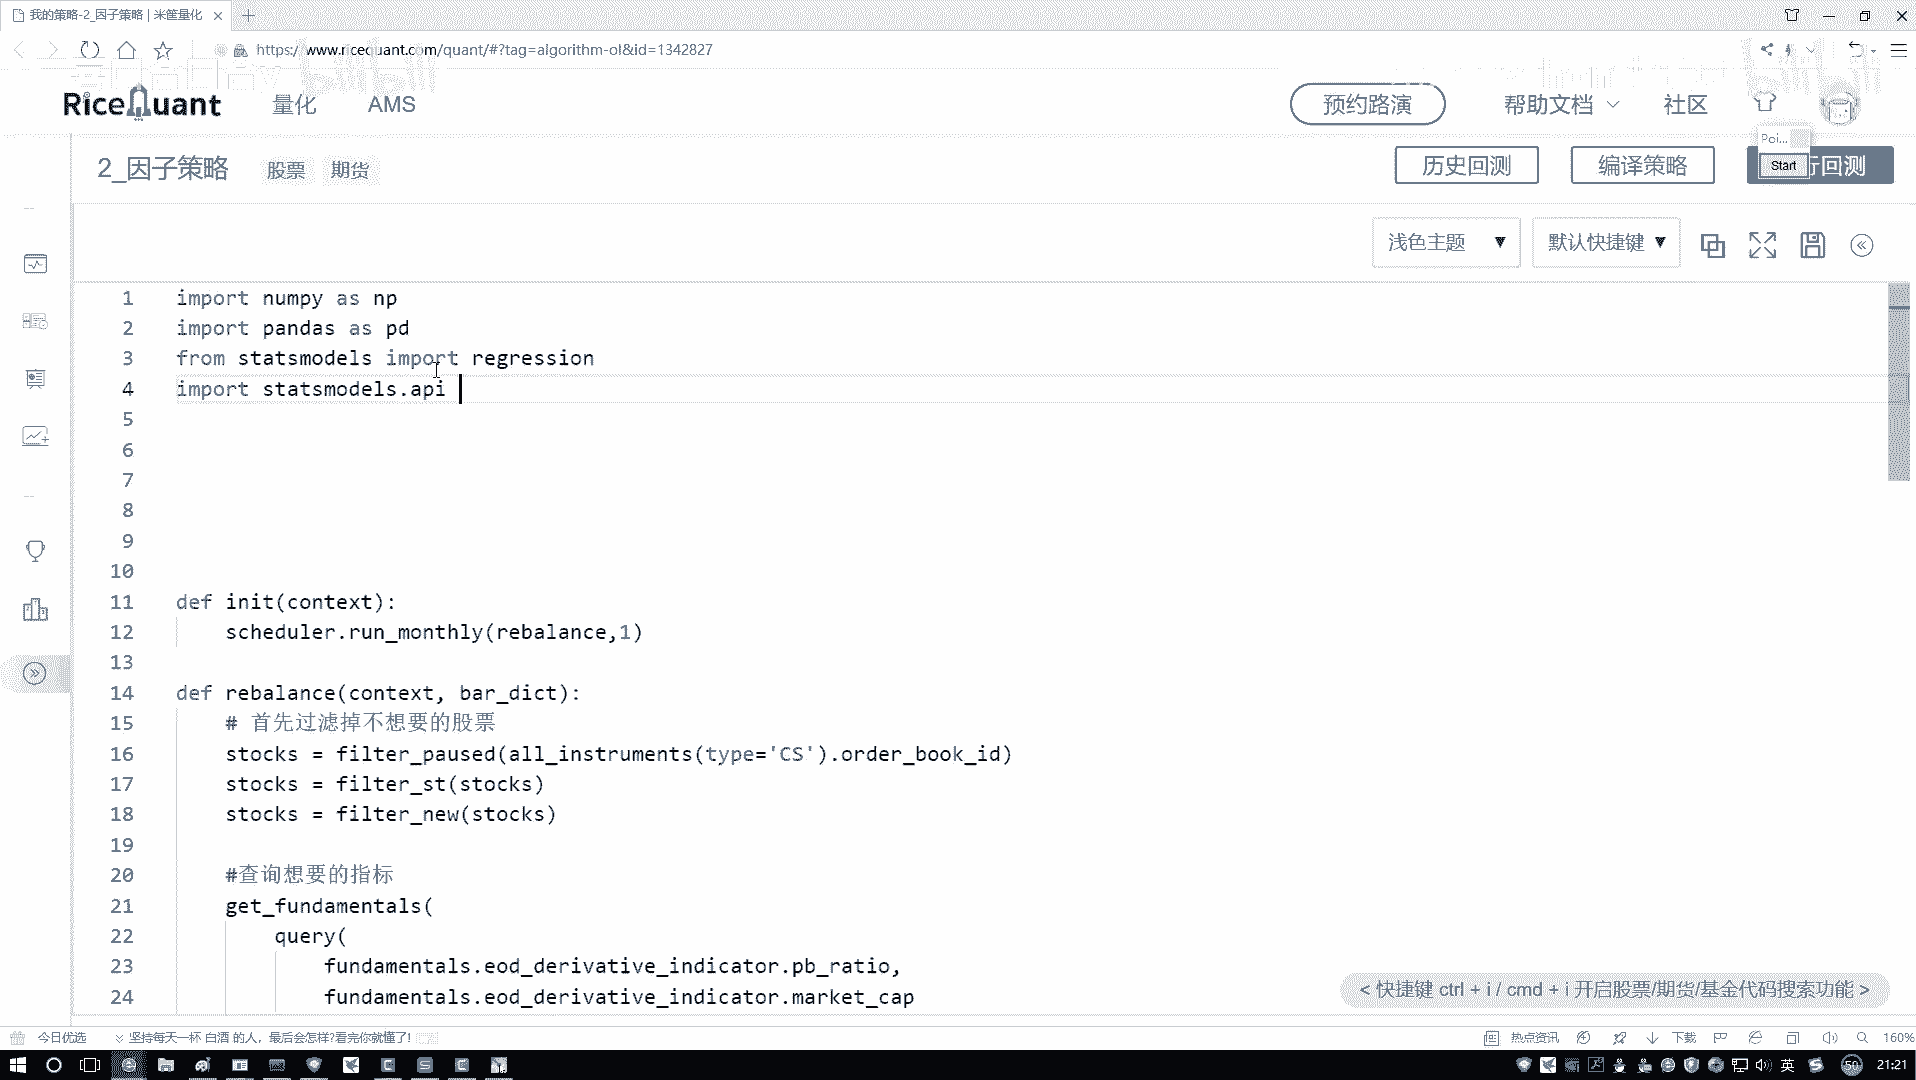 我的策略-2_因子策略 | 米筐量化
https://www.ricequant.com/quant/#?tag=algorithm-ol&id=1342827
RiceQuant 量化 AMS 预约路演 帮助文档 社区
Poi...
2_因子策略 股票 期货 历史回测 编译策略 Start 行回测
浅色主题 ▼ 默认快捷键 ▼
1 import numpy as np
2 import pandas as pd
3 from statsmodels import regression
4 import statsmodels.api
5
6
7
8
9
10
11 def init(context):
12 scheduler.run_monthly(rebalance,1)
13
14 def rebalance(context, bar_dict):
15 # 首先过滤掉不想要的股票
16 stocks = filter_paused(all_instruments(type='CS').order_book_id)
17 stocks = filter_st(stocks)
18 stocks = filter_new(stocks)
19
20 #查询想要的指标
21 get_fundamentals(
22 query(
23 fundamentals.eod_derivative_indicator.pb_ratio,
24 fundamentals.eod_derivative_indicator.market_cap
< 快捷键 ctrl + i / cmd + i 开启股票/期货/基金代码搜索功能 >
今日优选 坚持每天一杯 白酒 的人，最后会怎样?看完你就懂了! 热点资讯 下载 160%
英 50 21:21